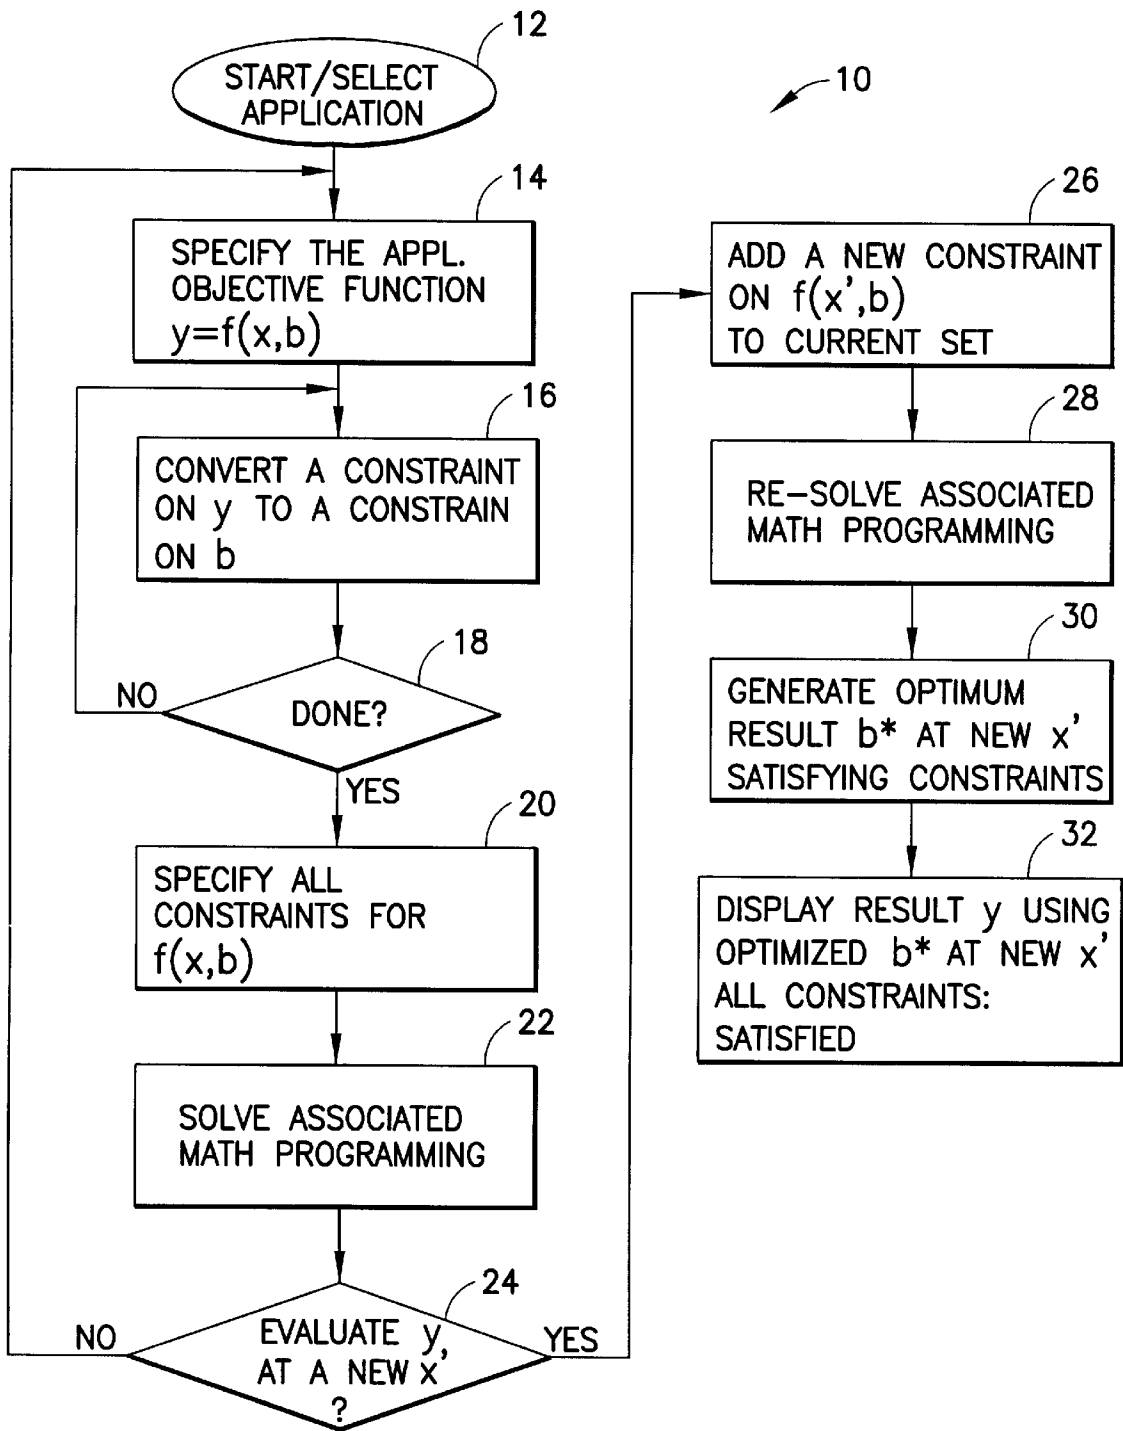 12
START/SELECT
APPLICATION
10
14
SPECIFY THE APPL.
OBJECTIVE FUNCTION
y=f(x,b)
16
CONVERT A CONSTRAINT
ON y TO A CONSTRAIN
ON b
18
NO
DONE?
YES
20
SPECIFY ALL
CONSTRAINTS FOR
f(x,b)
22
SOLVE ASSOCIATED
MATH PROGRAMMING
24
NO
EVALUATE y,
AT A NEW x'
?
YES
26
ADD A NEW CONSTRAINT
ON f(x',b)
TO CURRENT SET
28
RE-SOLVE ASSOCIATED
MATH PROGRAMMING
30
GENERATE OPTIMUM
RESULT b* AT NEW x'
SATISFYING CONSTRAINTS
32
DISPLAY RESULT y USING
OPTIMIZED b* AT NEW x'
ALL CONSTRAINTS:
SATISFIED